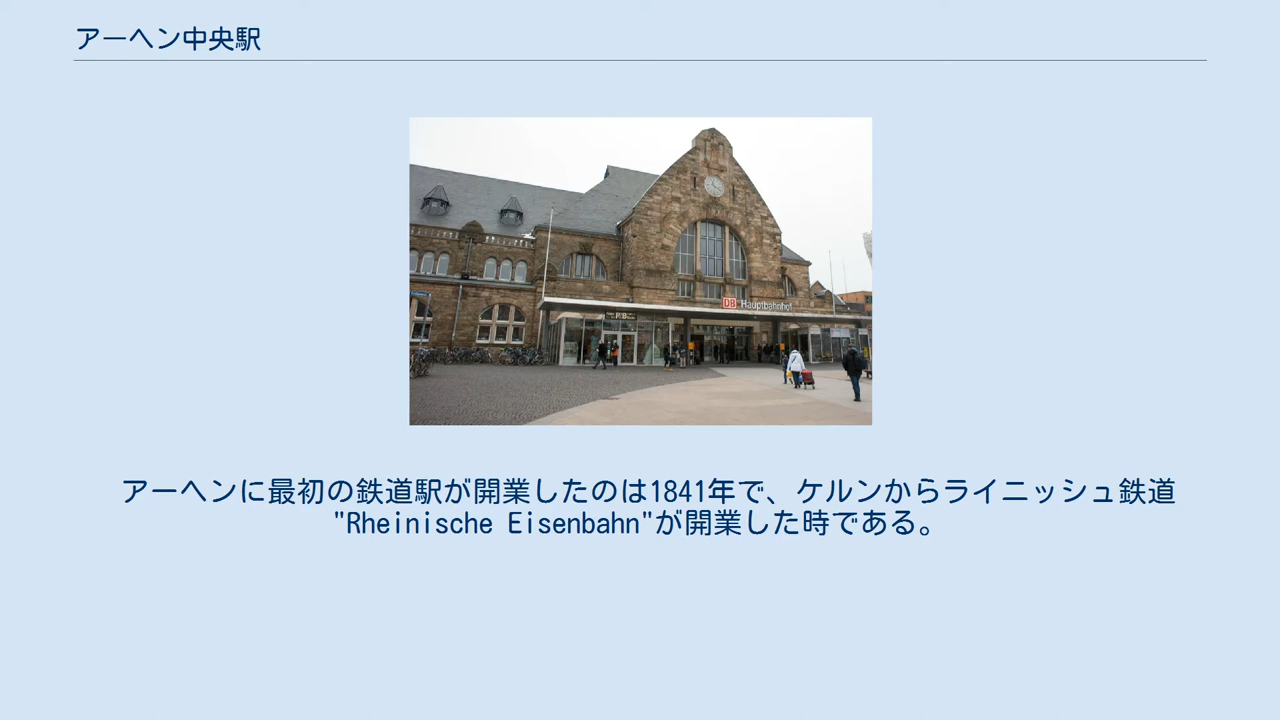 アーヘン中央駅
DB Hauptbahnhof
P&B
アーヘンに最初の鉄道駅が開業したのは1841年で、ケルンからライニッシュ鉄道
"Rheinische Eisenbahn"が開業した時である。